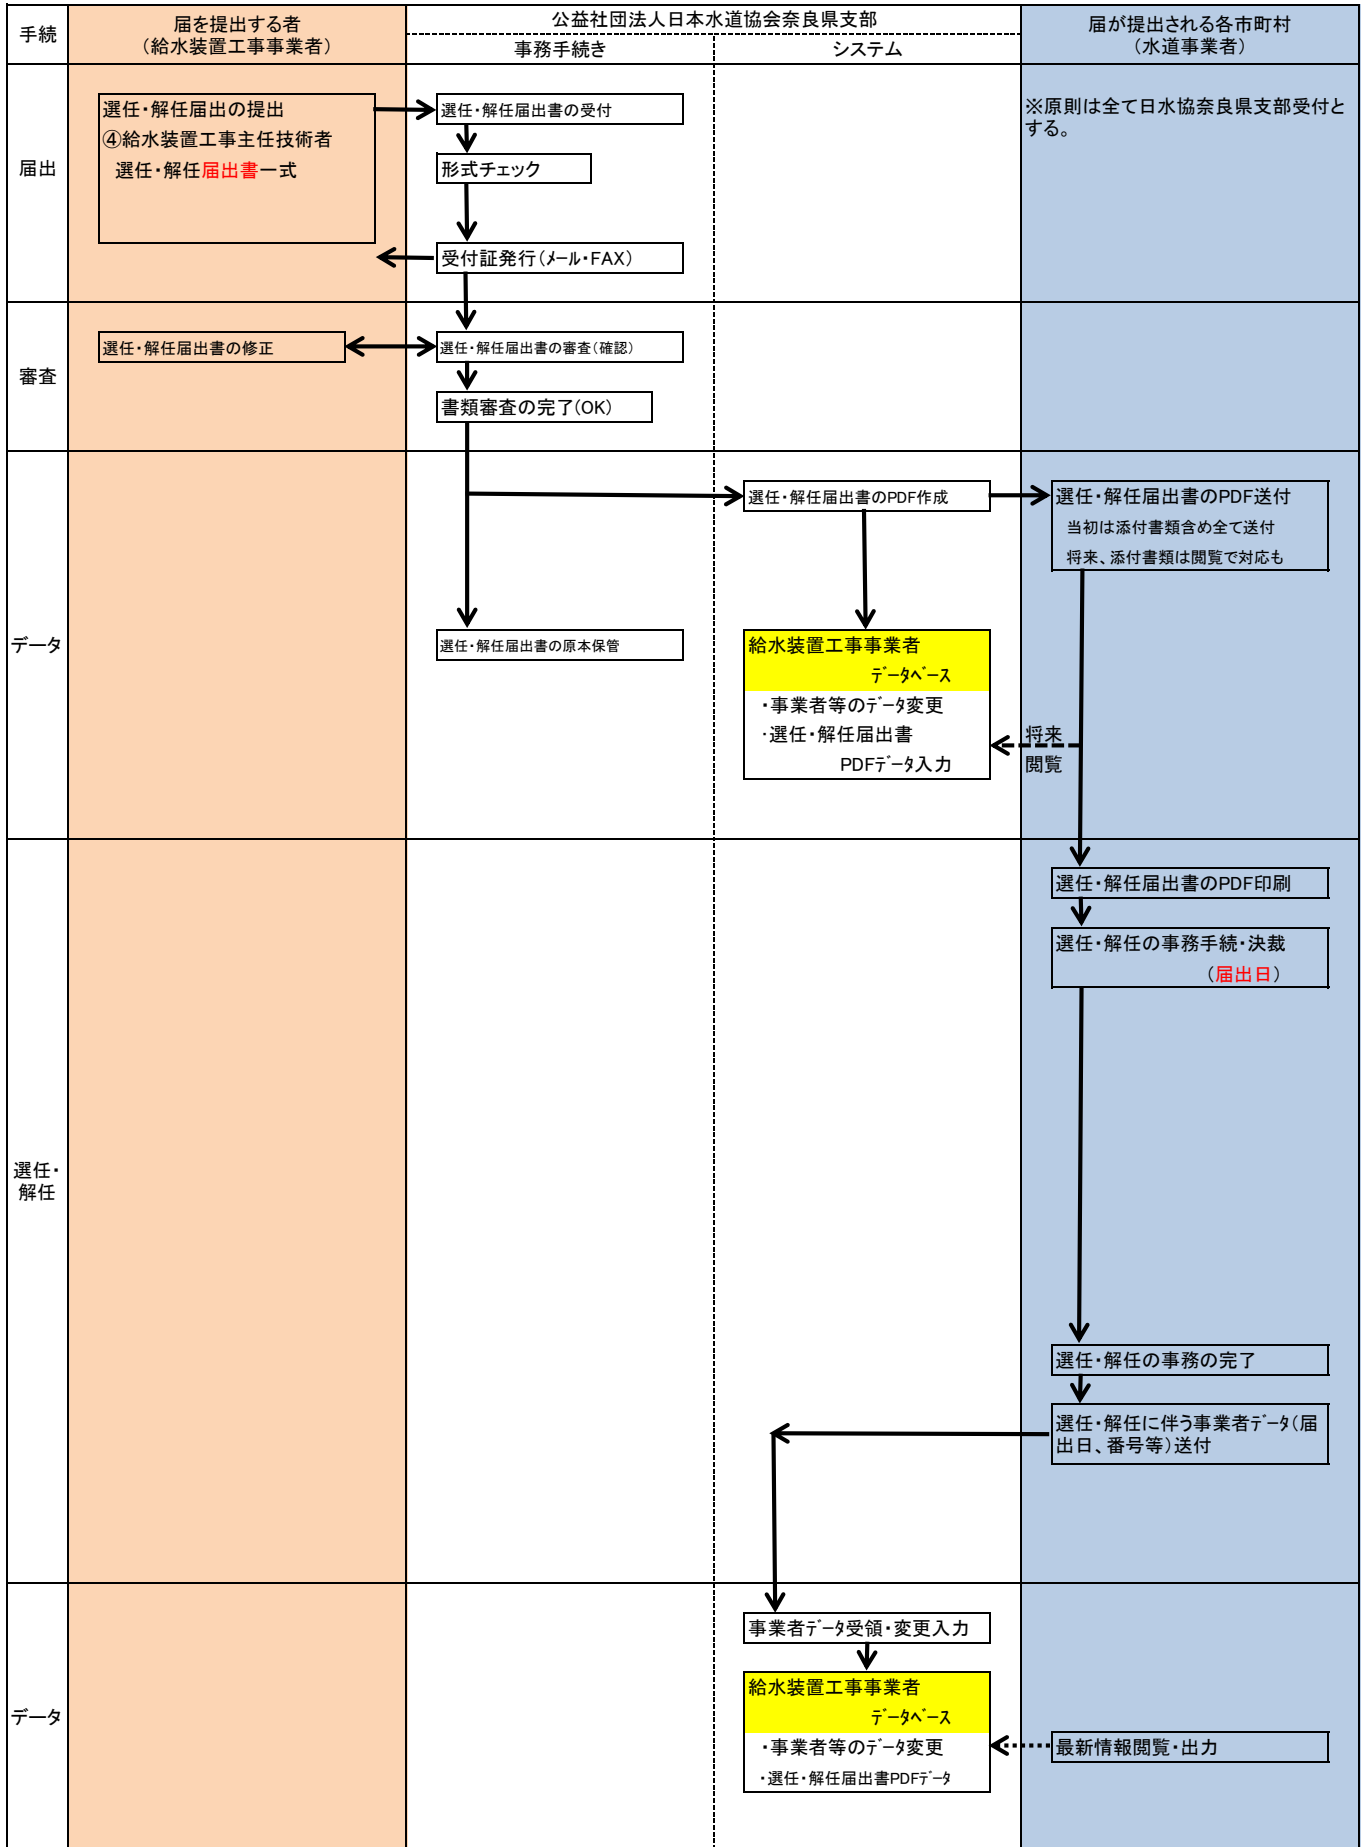 手続
届を提出する者
（給水装置工事事業者）
公益社団法人日本水道協会奈良県支部
事務手続き
システム
届が提出される各市町村
（水道事業者）
届出
選任・解任届出の提出
④給水装置工事主任技術者
選任・解任届出書一式
選任・解任届出書の受付
形式チェック
受付証発行（ﾒｰﾙ・FAX）
※原則は全て日水協奈良県支部受付と
する。
審査
選任・解任届出書の修正
選任・解任届出書の審査（確認）
書類審査の完了(OK)
データ
選任・解任届出書のPDF作成
選任・解任届出書のPDF送付
当初は添付書類含め全て送付
将来、添付書類は閲覧で対応も
選任・解任届出書の原本保管
給水装置工事事業者
ﾃﾞｰﾀﾍﾞｰｽ
・事業者等のﾃﾞｰﾀ変更
・選任・解任届出書
PDFﾃﾞｰﾀ入力
将来
閲覧
選任・
解任
選任・解任届出書のPDF印刷
選任・解任の事務手続・決裁
（届出日）
選任・解任の事務の完了
選任・解任に伴う事業者ﾃﾞｰﾀ（届
出日、番号等）送付
データ
事業者ﾃﾞｰﾀ受領・変更入力
給水装置工事事業者
ﾃﾞｰﾀﾍﾞｰｽ
・事業者等のﾃﾞｰﾀ変更
・選任・解任届出書PDFﾃﾞｰﾀ
最新情報閲覧・出力